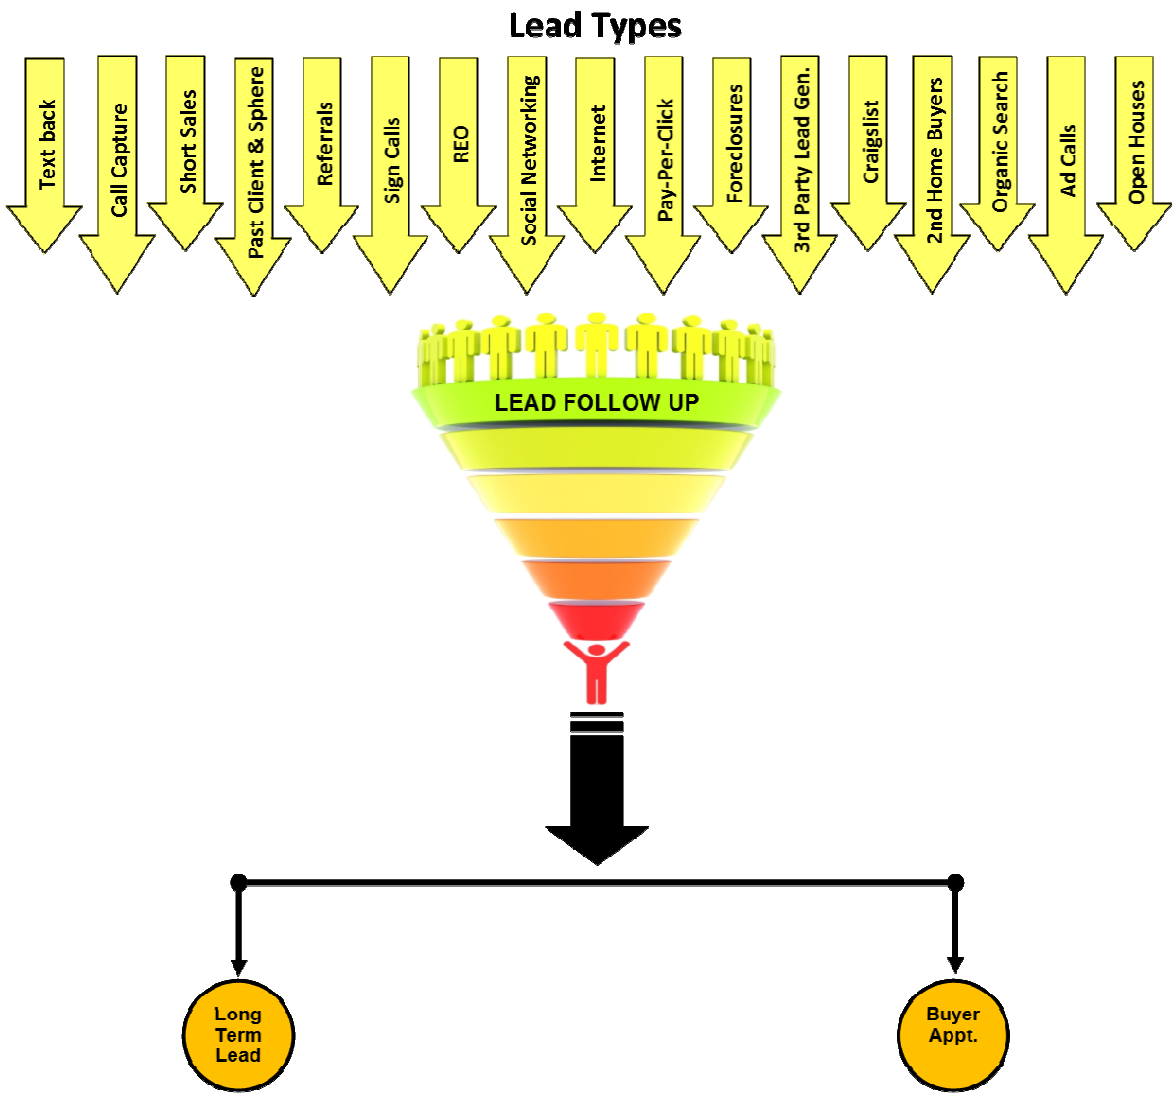 Lead Types
Text back
Call Capture
Short Sales
Past Client & Sphere
Referrals
Sign Calls
REO
Social Networking
Internet
Pay-Per-Click
Foreclosures
3rd Party Lead Gen.
Craigslist
2nd Home Buyers
Organic Search
Ad Calls
Open Houses
LEAD FOLLOW UP
Long
Term
Lead
Buyer
Appt.